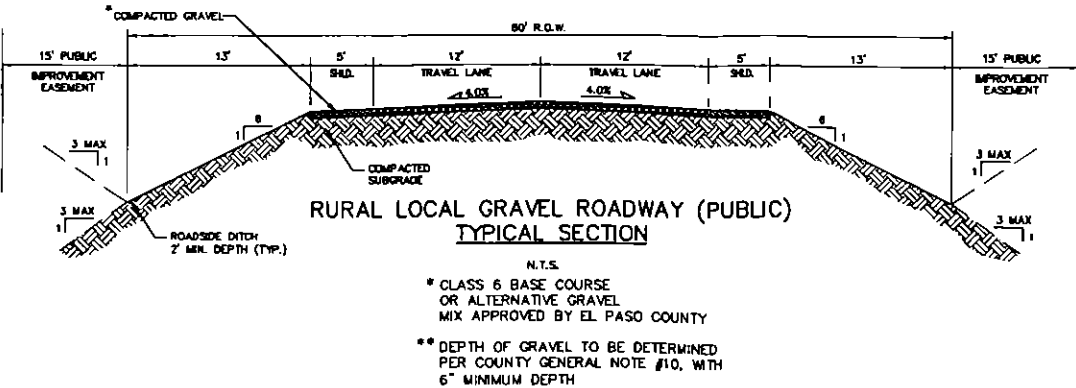 * COMPACTED GRAVEL
60' R.O.W.
15' PUBLIC 13' 5' 12' 12' 5' 13' 15' PUBLIC
IMPROVEMENT EASEMENT SHLD. TRAVEL LANE TRAVEL LANE SHLD. IMPROVEMENT EASEMENT
4.0% 4.0%
6
1
6
1
3 MAX
1
3 MAX
1
COMPACTED
SUBGRADE
3 MAX
1
3 MAX
1
ROADSIDE DITCH
2' MIN. DEPTH (TYP.)
RURAL LOCAL GRAVEL ROADWAY (PUBLIC)
TYPICAL SECTION
N.T.S.
* CLASS 6 BASE COURSE
OR ALTERNATIVE GRAVEL
MIX APPROVED BY EL PASO COUNTY
** DEPTH OF GRAVEL TO BE DETERMINED
PER COUNTY GENERAL NOTE #10, WITH
6" MINIMUM DEPTH